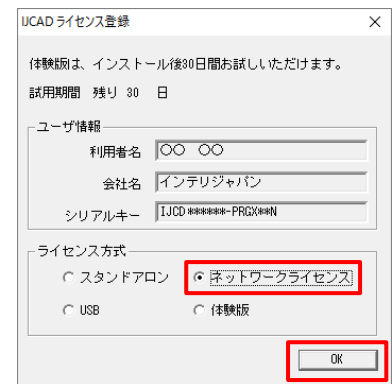 IJCAD ライセンス登録
体験版は、インストール後30日間お試しいただけます。
試用期間 残り 30 日
ユーザ情報
利用者名 〇〇 〇〇
会社名 インテリジャパン
シリアルキー IJCD******-PRGX**N
ライセンス方式
スタンドアロン ネットワークライセンス
USB 体験版
OK